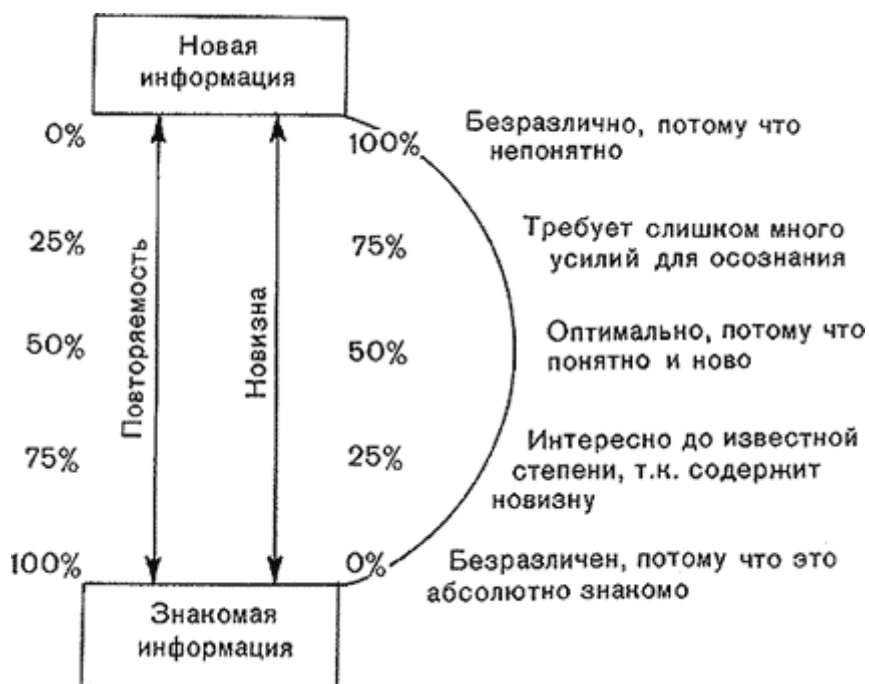 Новая
информация
0%
100%
Безразлично, потому что
непонятно
25%
75%
Требует слишком много
усилий для осознания
Повторяемость
Новизна
50%
50%
Оптимально, потому что
понятно и ново
75%
25%
Интересно до известной
степени, т.к. содержит
новизну
100%
0%
Безразличен, потому что это
абсолютно знакомо
Знакомая
информация